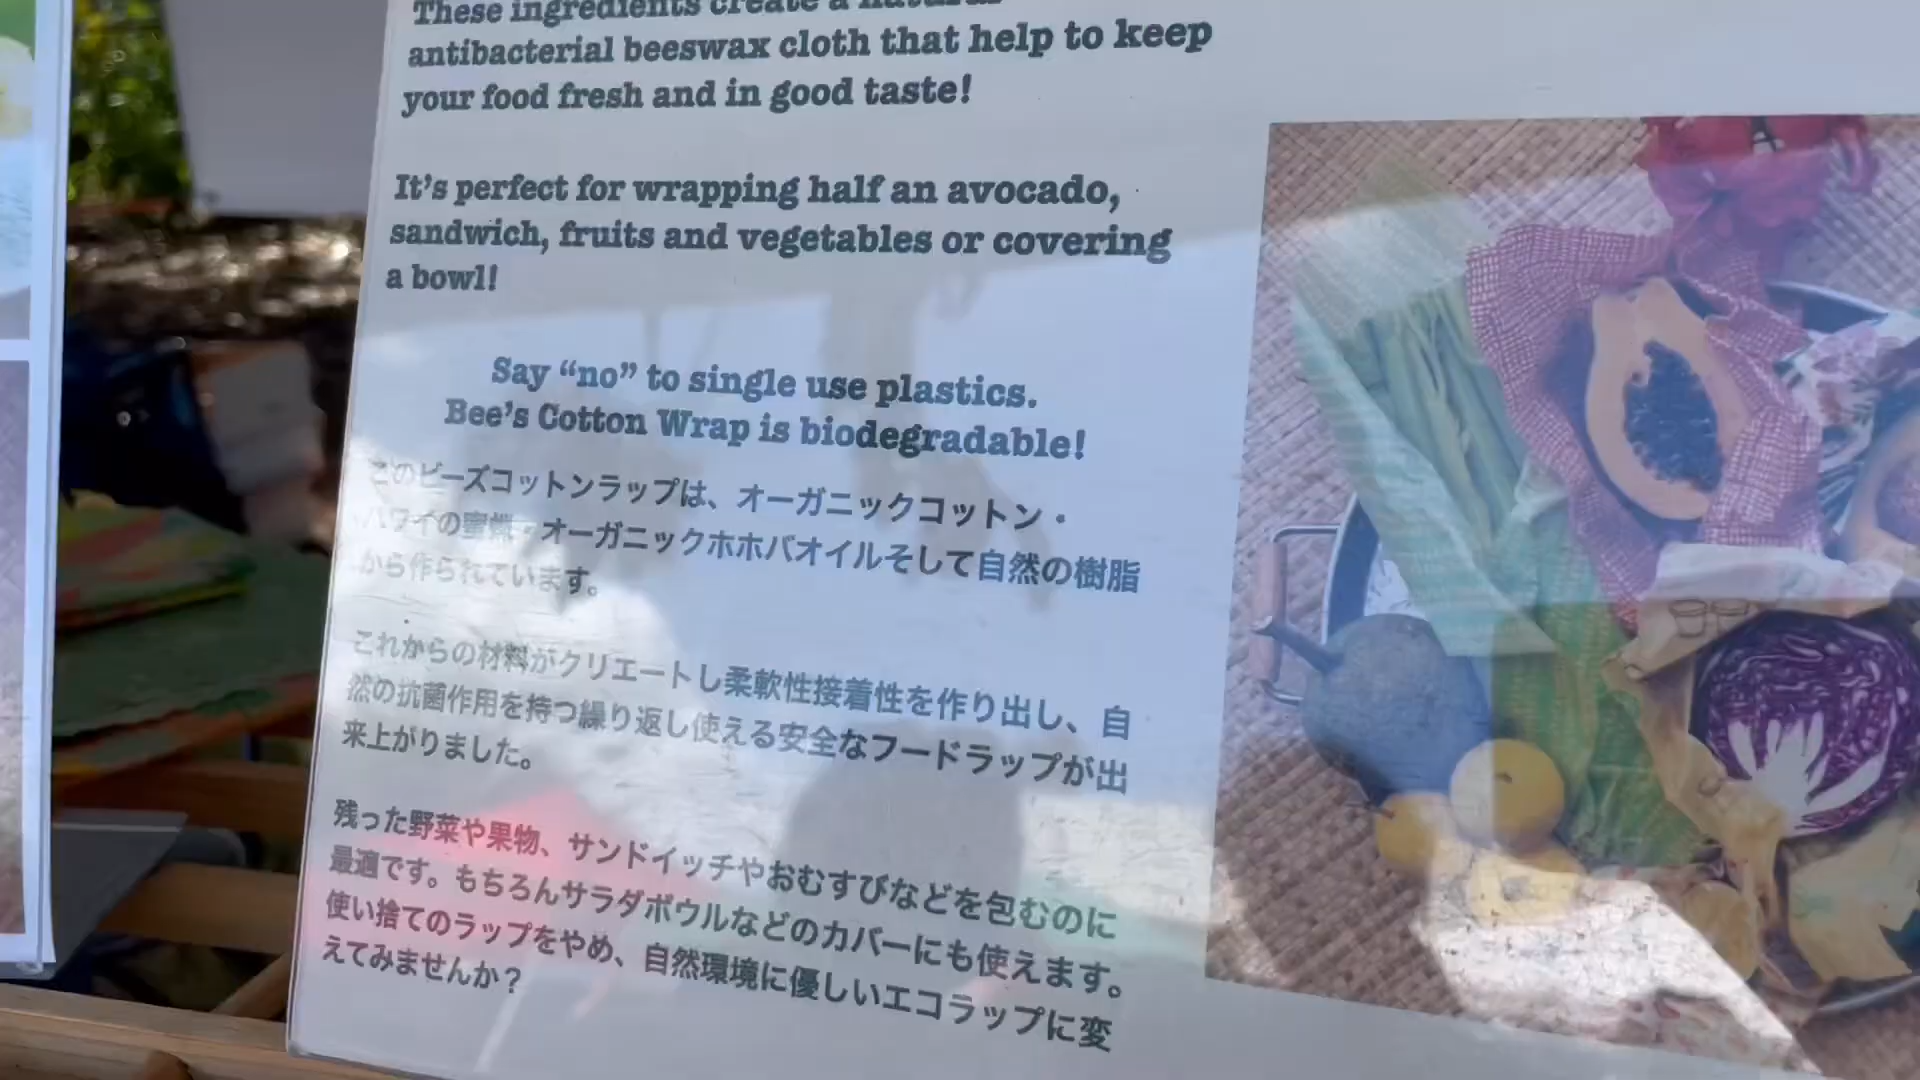 These ingredients create a natural
antibacterial beeswax cloth that help to keep
your food fresh and in good taste!
It's perfect for wrapping half an avocado,
sandwich, fruits and vegetables or covering
a bowl!
Say “no” to single use plastics.
Bee's Cotton Wrap is biodegradable!
このビーズコットンラップは、オーガニックコットン・
ハワイの蜜蝋・オーガニックホホバオイルそして自然の樹脂
から作られています。
これからの材料がクリエートし柔軟性接着性を作り出し、自
然の抗菌作用を持つ繰り返し使える安全なフードラップが出
来上がりました。
残った野菜や果物、サンドイッチやおむすびなどを包むのに
最適です。もちろんサラダボウルなどのカバーにも使えます。
使い捨てのラップをやめ、自然環境に優しいエコラップに変
えてみませんか？